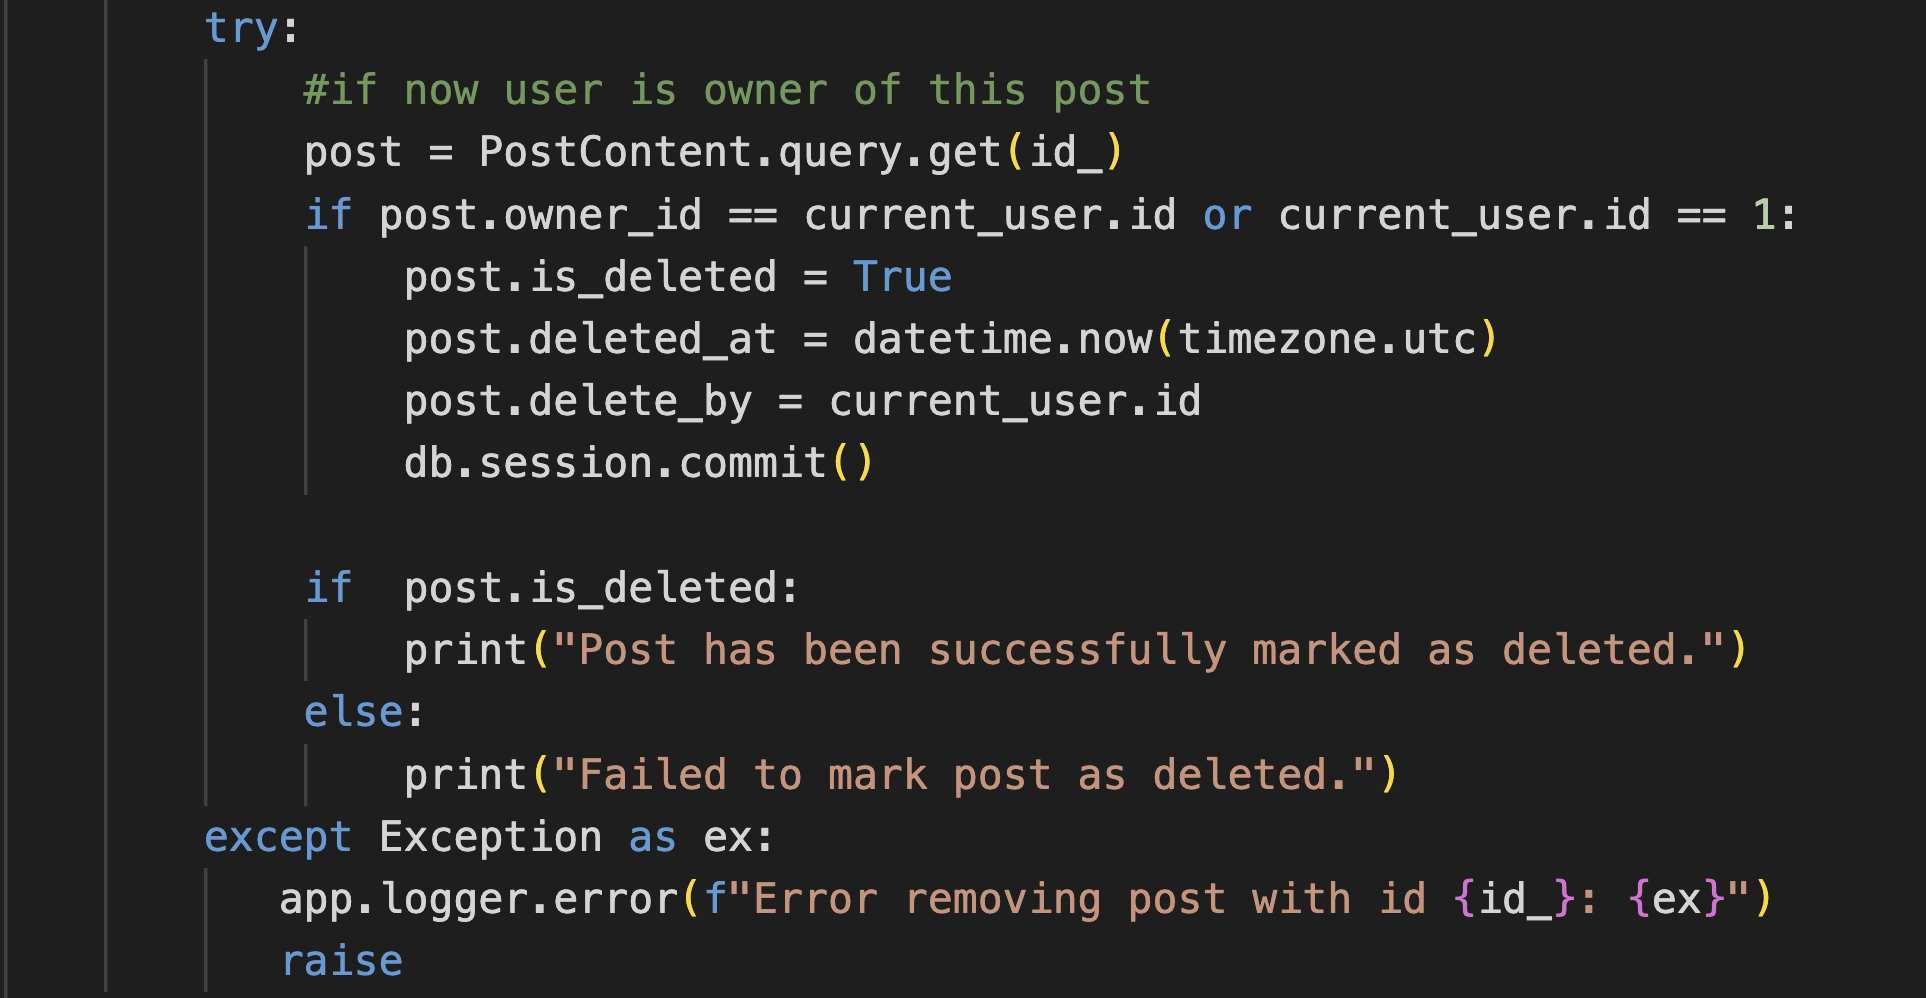 try:
#if now user is owner of this post
post = PostContent.query.get(id_)
if post.owner_id == current_user.id or current_user.id == 1:
post.is_deleted = True
post.deleted_at = datetime.now(timezone.utc)
post.delete_by = current_user.id
db.session.commit()
if  post.is_deleted:
print("Post has been successfully marked as deleted.")
else:
print("Failed to mark post as deleted.")
except Exception as ex:
app.logger.error(f"Error removing post with id {id_}: {ex}")
raise